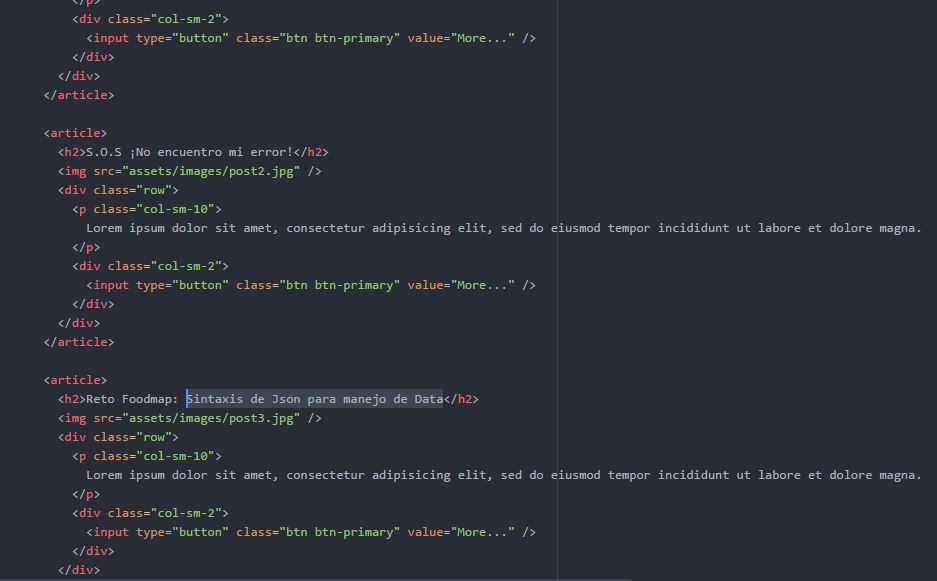 </p>
<div class="col-sm-2">
<input type="button" class="btn btn-primary" value="More..." />
</div>
</div>
</article>
<article>
<h2>S.O.S ¡No encuentro mi error!</h2>
<img src="assets/images/post2.jpg" />
<div class="row">
<p class="col-sm-10">
Lorem ipsum dolor sit amet, consectetur adipisicing elit, sed do eiusmod tempor incididunt ut labore et dolore magna.
</p>
<div class="col-sm-2">
<input type="button" class="btn btn-primary" value="More..." />
</div>
</div>
</article>
<article>
<h2>Reto Foodmap: Sintaxis de Json para manejo de Data</h2>
<img src="assets/images/post3.jpg" />
<div class="row">
<p class="col-sm-10">
Lorem ipsum dolor sit amet, consectetur adipisicing elit, sed do eiusmod tempor incididunt ut labore et dolore magna.
</p>
<div class="col-sm-2">
<input type="button" class="btn btn-primary" value="More..." />
</div>
</div>